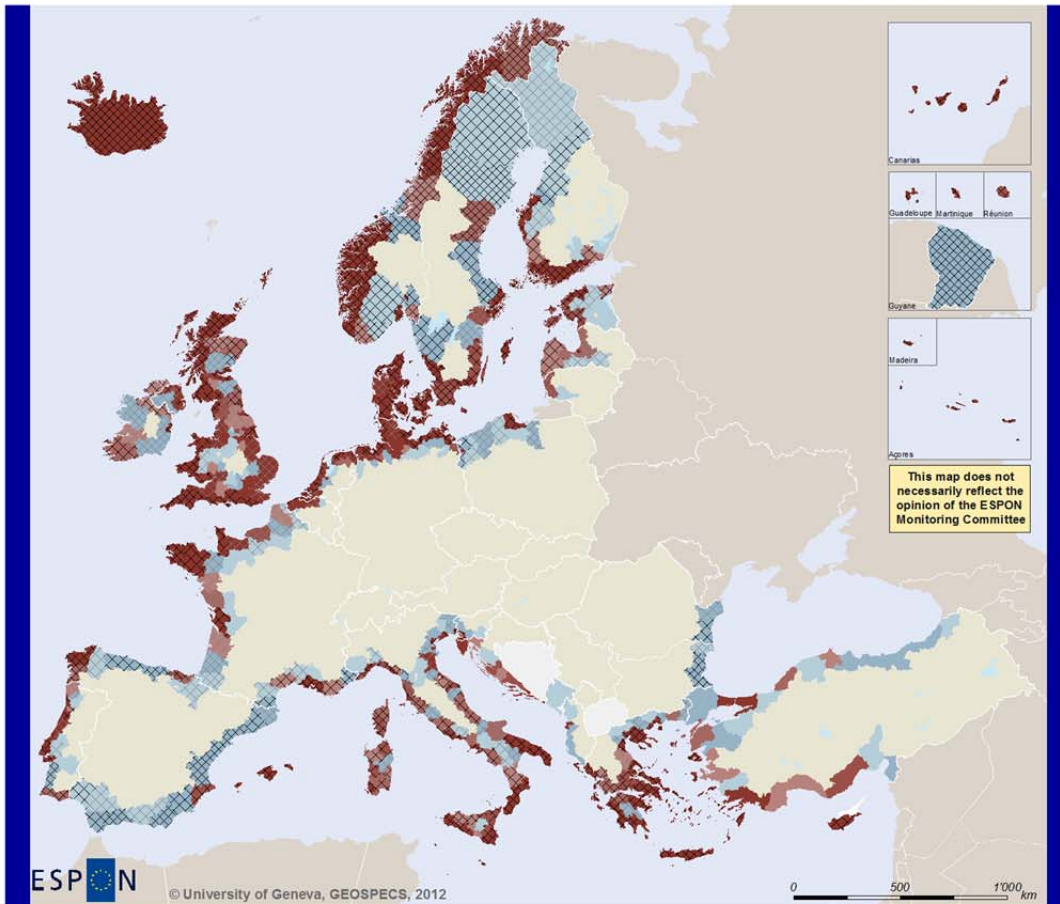 Canarias
Guadeloupe
Martinique
Réunion
Guyane
Madeira
Açores
This map does not
necessarily reflect the
opinion of the ESPON
Monitoring Committee
ESPON
© University of Geneva, GEOSPECS, 2012
0 500 1'000
km